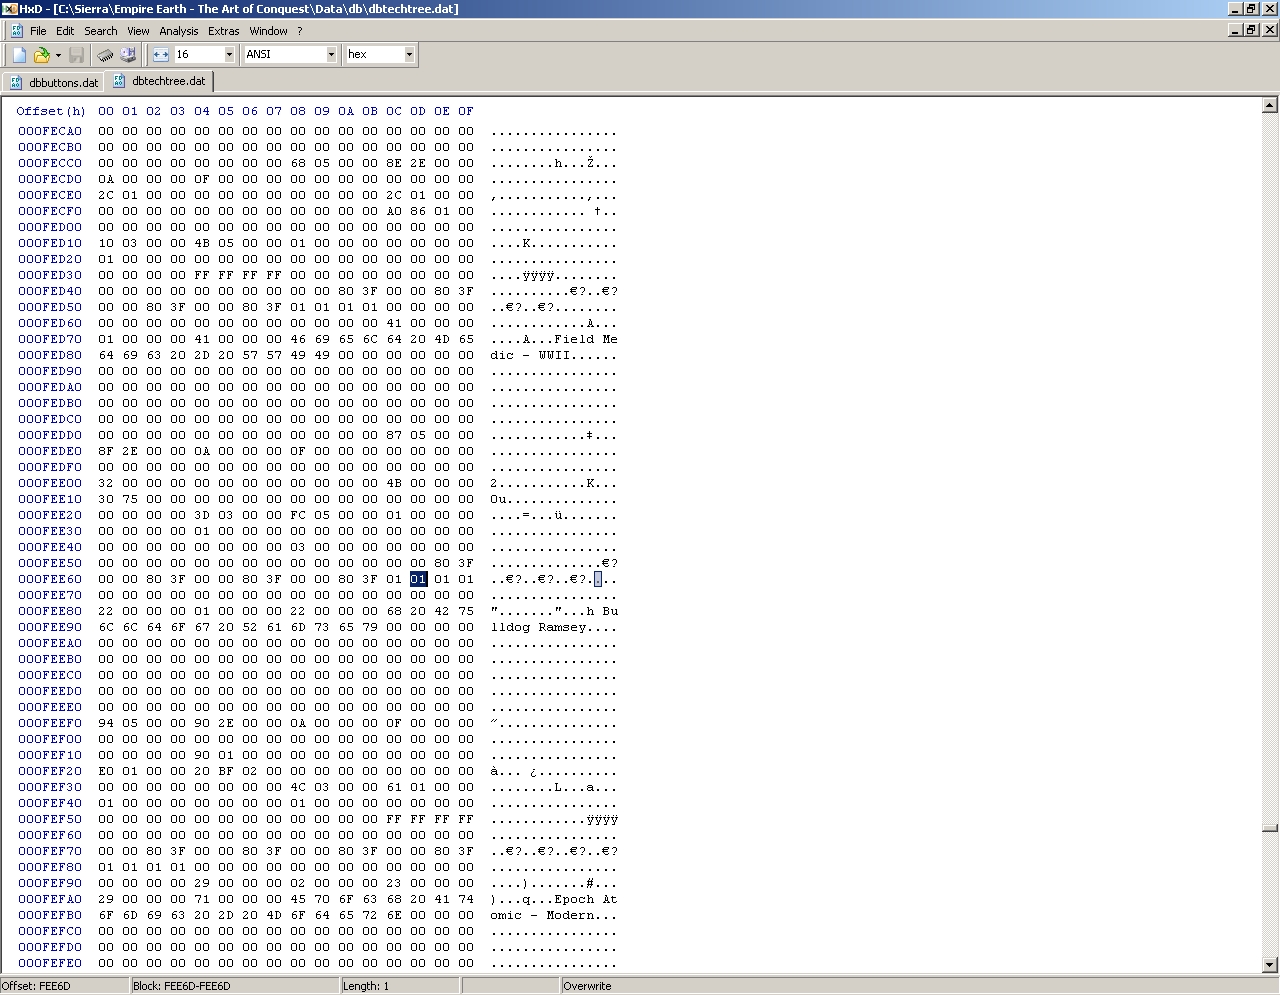 HxD - [C:\Sierra\Empire Earth - The Art of Conquest\Data\db\dbtechtree.dat]
File Edit Search View Analysis Extras Window ?
16 ANSI hex
dbbuttons.dat dbtechtree.dat
Offset(h) 00 01 02 03 04 05 06 07 08 09 0A 0B 0C 0D 0E 0F
000FECA0 00 00 00 00 00 00 00 00 00 00 00 00 00 00 00 00 ................
000FECB0 00 00 00 00 00 00 00 00 00 00 00 00 00 00 00 00 ................
000FECC0 00 00 00 00 00 00 00 00 68 05 00 00 8E 2E 00 00 ........h...Ž...
000FECD0 0A 00 00 00 0F 00 00 00 00 00 00 00 00 00 00 00 ................
000FECE0 2C 01 00 00 00 00 00 00 00 00 00 00 2C 01 00 00 ,...........,...
000FECF0 00 00 00 00 00 00 00 00 00 00 00 00 A0 86 01 00 ............ †..
000FED00 00 00 00 00 00 00 00 00 00 00 00 00 00 00 00 00 ................
000FED10 10 03 00 00 4B 05 00 00 01 00 00 00 00 00 00 00 ....K...........
000FED20 01 00 00 00 00 00 00 00 00 00 00 00 00 00 00 00 ................
000FED30 00 00 00 00 FF FF FF FF 00 00 00 00 00 00 00 00 ....ÿÿÿÿ........
000FED40 00 00 00 00 00 00 00 00 00 00 80 3F 00 00 80 3F ..........€?..€?
000FED50 00 00 80 3F 00 00 80 3F 01 01 01 01 00 00 00 00 ..€?..€?........
000FED60 00 00 00 00 00 00 00 00 00 00 00 00 41 00 00 00 ............A...
000FED70 01 00 00 00 41 00 00 00 46 69 65 6C 64 20 4D 65 ....A...Field Me
000FED80 64 69 63 20 2D 20 57 57 49 49 00 00 00 00 00 00 dic - WWII......
000FED90 00 00 00 00 00 00 00 00 00 00 00 00 00 00 00 00 ................
000FEDA0 00 00 00 00 00 00 00 00 00 00 00 00 00 00 00 00 ................
000FEDB0 00 00 00 00 00 00 00 00 00 00 00 00 00 00 00 00 ................
000FEDC0 00 00 00 00 00 00 00 00 00 00 00 00 00 00 00 00 ................
000FEDD0 00 00 00 00 00 00 00 00 00 00 00 00 87 05 00 00 ............‡...
000FEDE0 8F 2E 00 00 0A 00 00 00 0F 00 00 00 00 00 00 00 ................
000FEDF0 00 00 00 00 00 00 00 00 00 00 00 00 00 00 00 00 ................
000FEE00 32 00 00 00 00 00 00 00 00 00 00 00 4B 00 00 00 2...........K...
000FEE10 30 75 00 00 00 00 00 00 00 00 00 00 00 00 00 00 0u..............
000FEE20 00 00 00 00 3D 03 00 00 FC 05 00 00 01 00 00 00 ....=...ü.......
000FEE30 00 00 00 00 01 00 00 00 00 00 00 00 00 00 00 00 ................
000FEE40 00 00 00 00 00 00 00 00 03 00 00 00 00 00 00 00 ................
000FEE50 00 00 00 00 00 00 00 00 00 00 00 00 00 00 80 3F ..............€?
000FEE60 00 00 80 3F 00 00 80 3F 00 00 80 3F 01 01 01 01 ..€?..€?..€?....
000FEE70 00 00 00 00 00 00 00 00 00 00 00 00 00 00 00 00 ................
000FEE80 22 00 00 00 01 00 00 00 22 00 00 00 68 20 42 75 "......."...h Bu
000FEE90 6C 6C 64 6F 67 20 52 61 6D 73 65 79 00 00 00 00 lldog Ramsey....
000FEEA0 00 00 00 00 00 00 00 00 00 00 00 00 00 00 00 00 ................
000FEEB0 00 00 00 00 00 00 00 00 00 00 00 00 00 00 00 00 ................
000FEEC0 00 00 00 00 00 00 00 00 00 00 00 00 00 00 00 00 ................
000FEED0 00 00 00 00 00 00 00 00 00 00 00 00 00 00 00 00 ................
000FEEE0 00 00 00 00 00 00 00 00 00 00 00 00 00 00 00 00 ................
000FEEF0 94 05 00 00 90 2E 00 00 0A 00 00 00 0F 00 00 00 ”...............
000FEF00 00 00 00 00 00 00 00 00 00 00 00 00 00 00 00 00 ................
000FEF10 00 00 00 00 90 01 00 00 00 00 00 00 00 00 00 00 ................
000FEF20 E0 01 00 00 20 BF 02 00 00 00 00 00 00 00 00 00 à... ¿..........
000FEF30 00 00 00 00 00 00 00 00 4C 03 00 00 61 01 00 00 ........L...a...
000FEF40 01 00 00 00 00 00 00 00 01 00 00 00 00 00 00 00 ................
000FEF50 00 00 00 00 00 00 00 00 00 00 00 00 FF FF FF FF ............ÿÿÿÿ
000FEF60 00 00 00 00 00 00 00 00 00 00 00 00 00 00 00 00 ................
000FEF70 00 00 80 3F 00 00 80 3F 00 00 80 3F 00 00 80 3F ..€?..€?..€?..€?
000FEF80 01 01 01 01 00 00 00 00 00 00 00 00 00 00 00 00 ................
000FEF90 00 00 00 00 29 00 00 00 02 00 00 00 23 00 00 00 ....).......#...
000FEFA0 29 00 00 00 71 00 00 00 45 70 6F 63 68 20 41 74 )...q...Epoch At
000FEFB0 6F 6D 69 63 20 2D 20 4D 6F 64 65 72 6E 00 00 00 omic - Modern...
000FEFC0 00 00 00 00 00 00 00 00 00 00 00 00 00 00 00 00 ................
000FEFD0 00 00 00 00 00 00 00 00 00 00 00 00 00 00 00 00 ................
000FEFE0 00 00 00 00 00 00 00 00 00 00 00 00 00 00 00 00 ................
Offset: FEE6D Block: FEE6D-FEE6D Length: 1 Overwrite